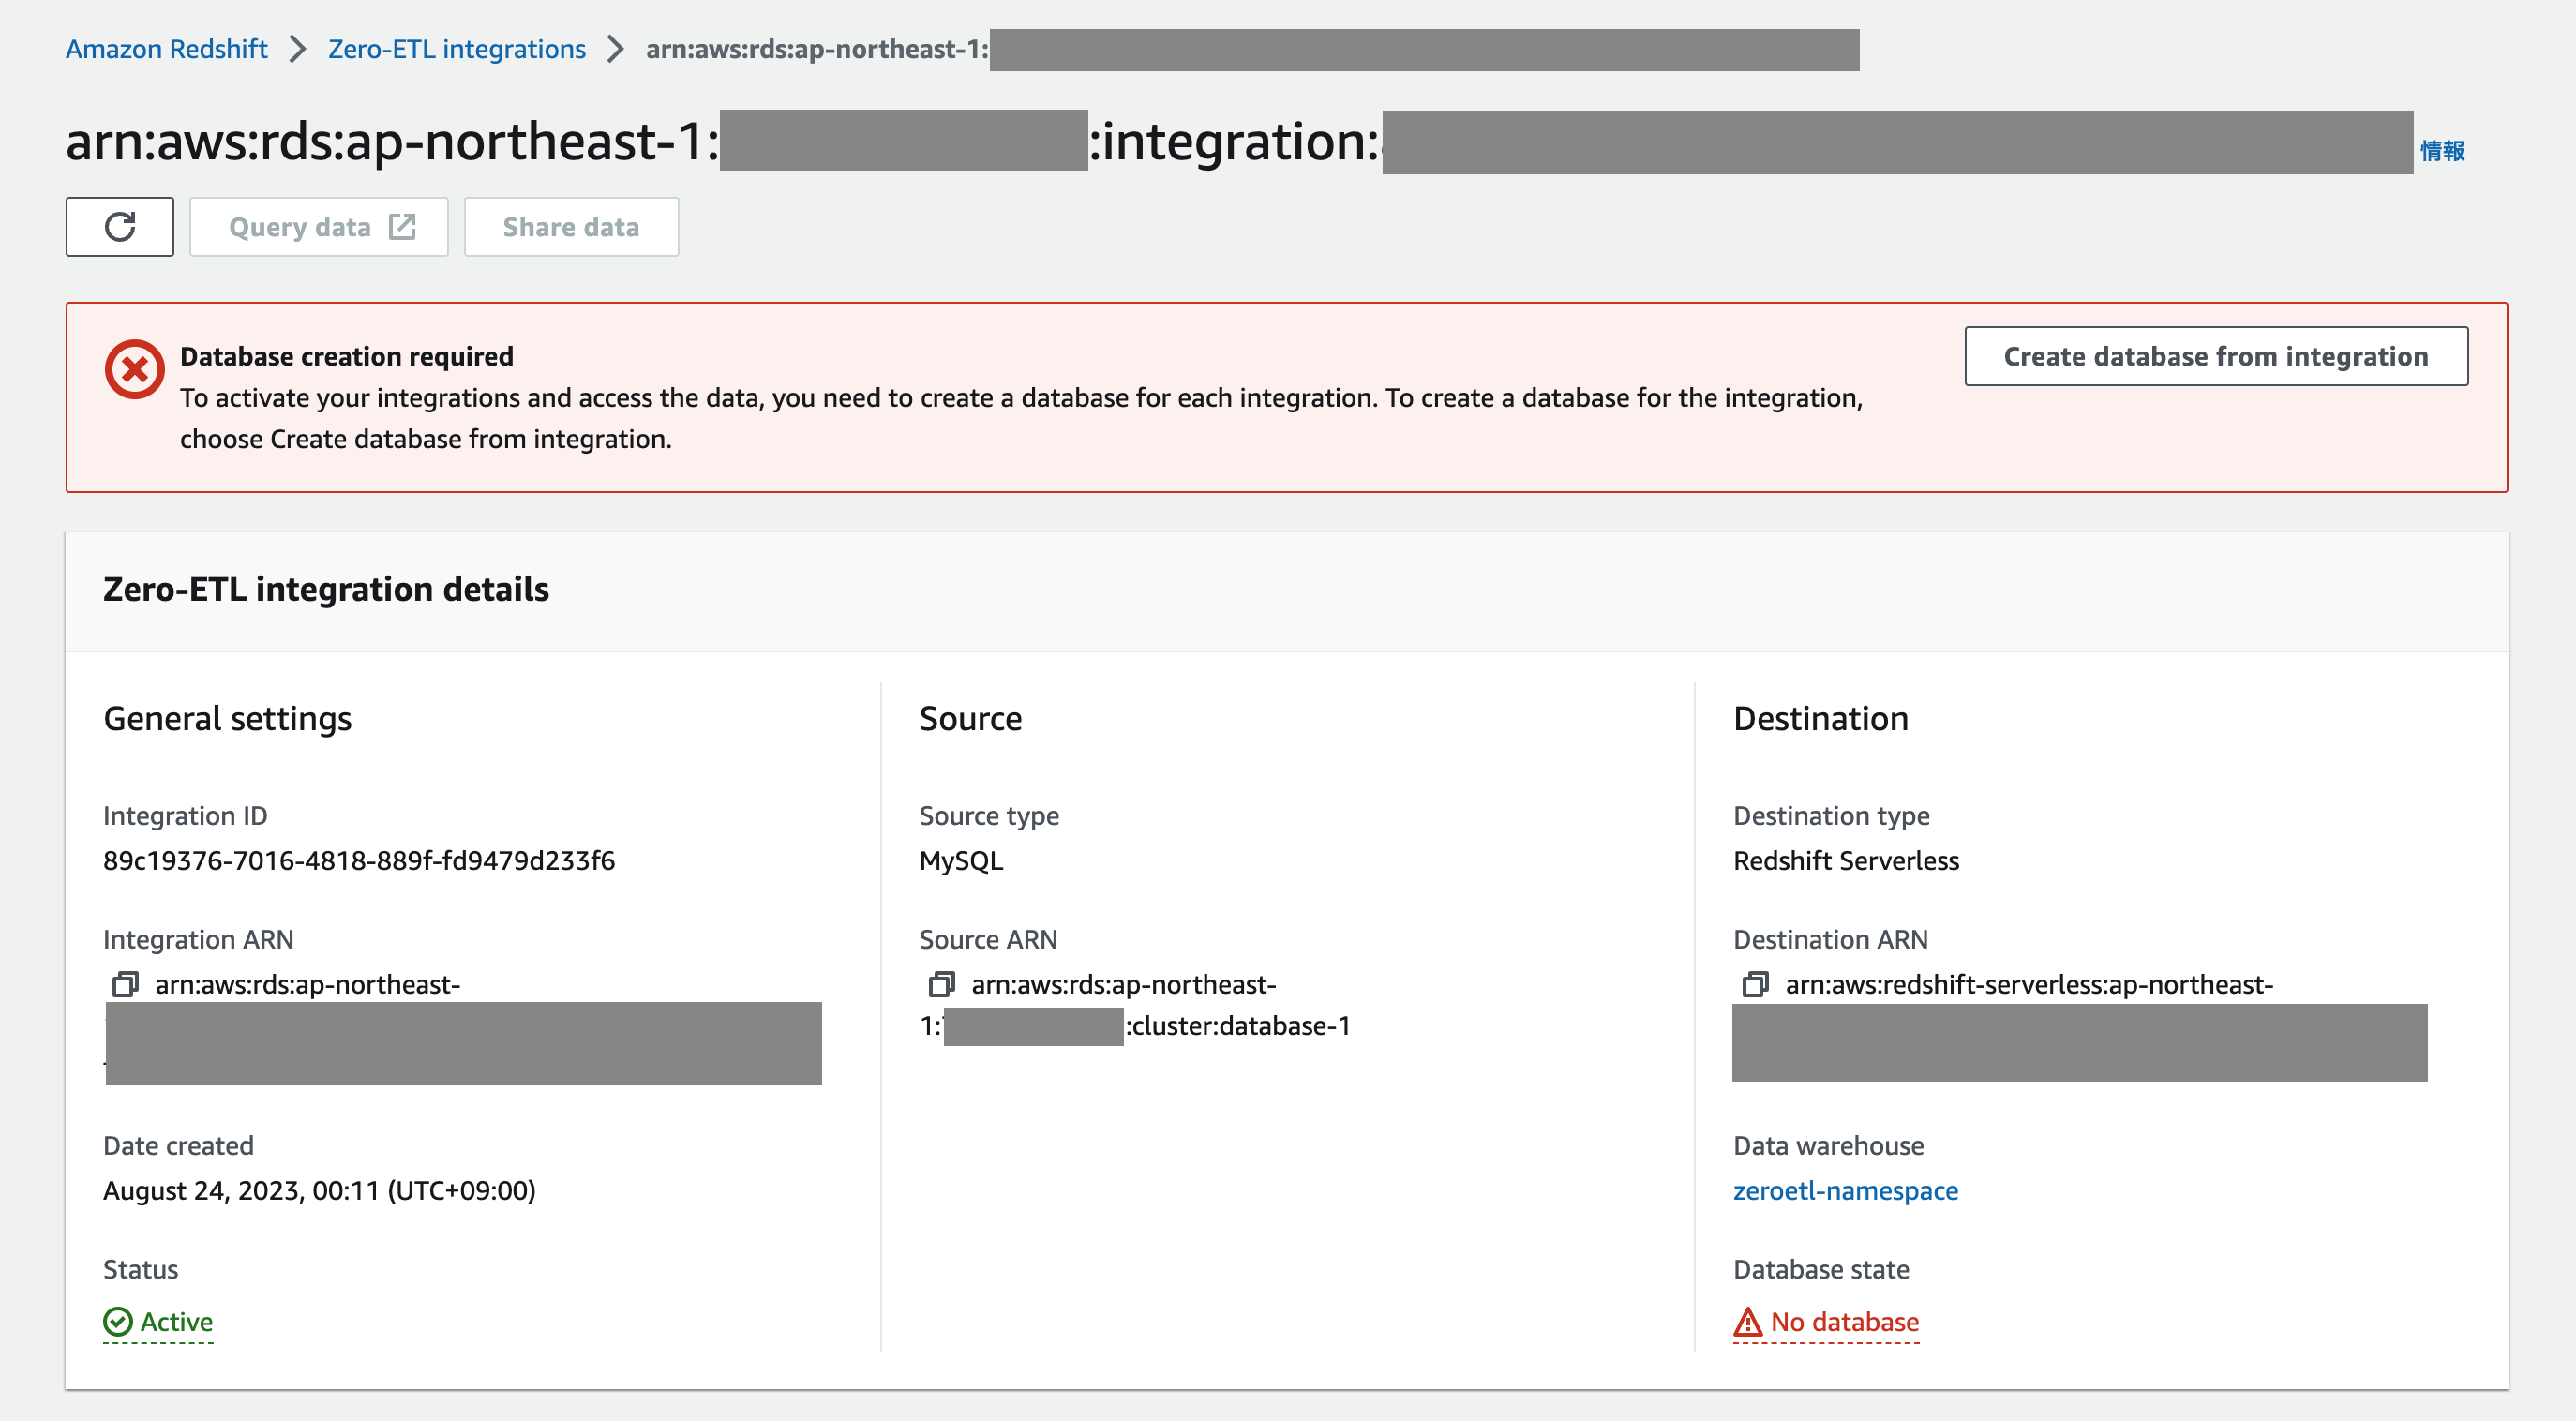 Amazon Redshift > Zero-ETL integrations > arn:aws:rds:ap-northeast-1:
arn:aws:rds:ap-northeast-1: :integration: 情報
Query data Share data
Database creation required
Create database from integration
To activate your integrations and access the data, you need to create a database for each integration. To create a database for the integration,
choose Create database from integration.
Zero-ETL integration details
General settings
Integration ID
89c19376-7016-4818-889f-fd9479d233f6
Integration ARN
arn:aws:rds:ap-northeast-
Date created
August 24, 2023, 00:11 (UTC+09:00)
Status
Active
Source
Source type
MySQL
Source ARN
arn:aws:rds:ap-northeast-
1: :cluster:database-1
Destination
Destination type
Redshift Serverless
Destination ARN
arn:aws:redshift-serverless:ap-northeast-
Data warehouse
zeroetl-namespace
Database state
No database